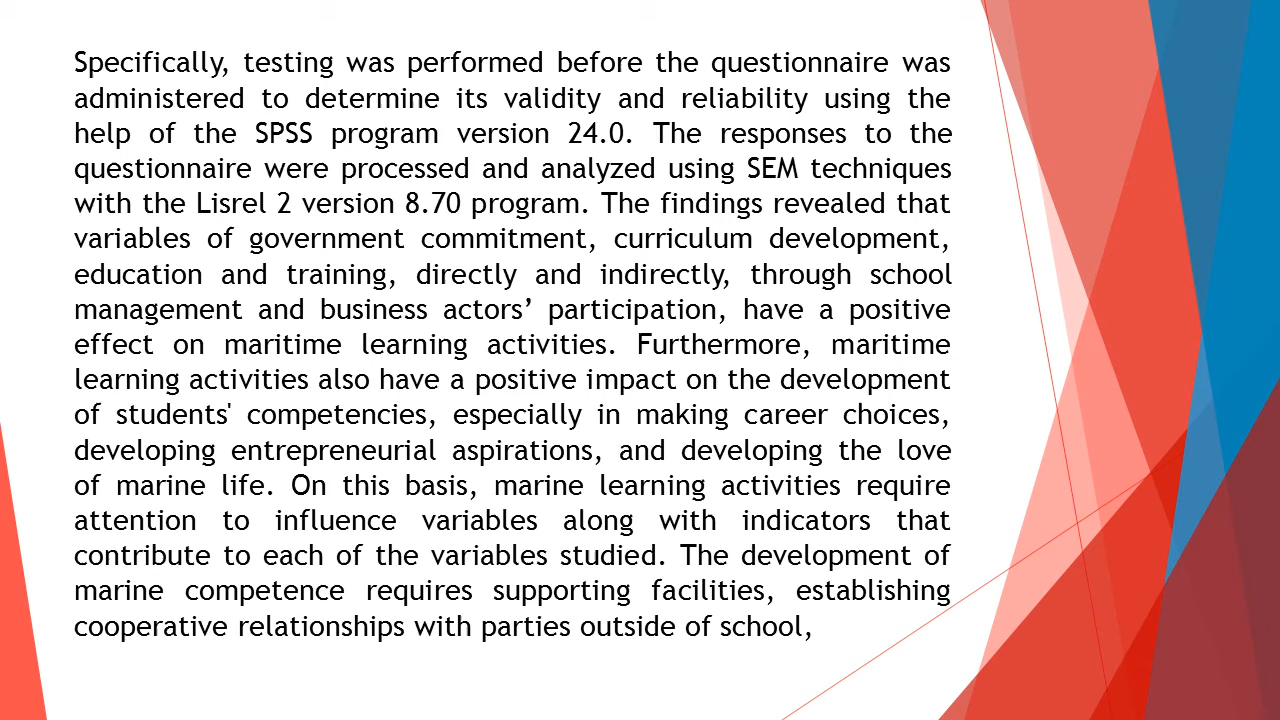 Specifically, testing was performed before the questionnaire was
administered to determine its validity and reliability using the
help of the SPSS program version 24.0. The responses to the
questionnaire were processed and analyzed using SEM techniques
with the Lisrel 2 version 8.70 program. The findings revealed that
variables of government commitment, curriculum development,
education and training, directly and indirectly, through school
management and business actors’ participation, have a positive
effect on maritime learning activities. Furthermore, maritime
learning activities also have a positive impact on the development
of students' competencies, especially in making career choices,
developing entrepreneurial aspirations, and developing the love
of marine life. On this basis, marine learning activities require
attention to influence variables along with indicators that
contribute to each of the variables studied. The development of
marine competence requires supporting facilities, establishing
cooperative relationships with parties outside of school,